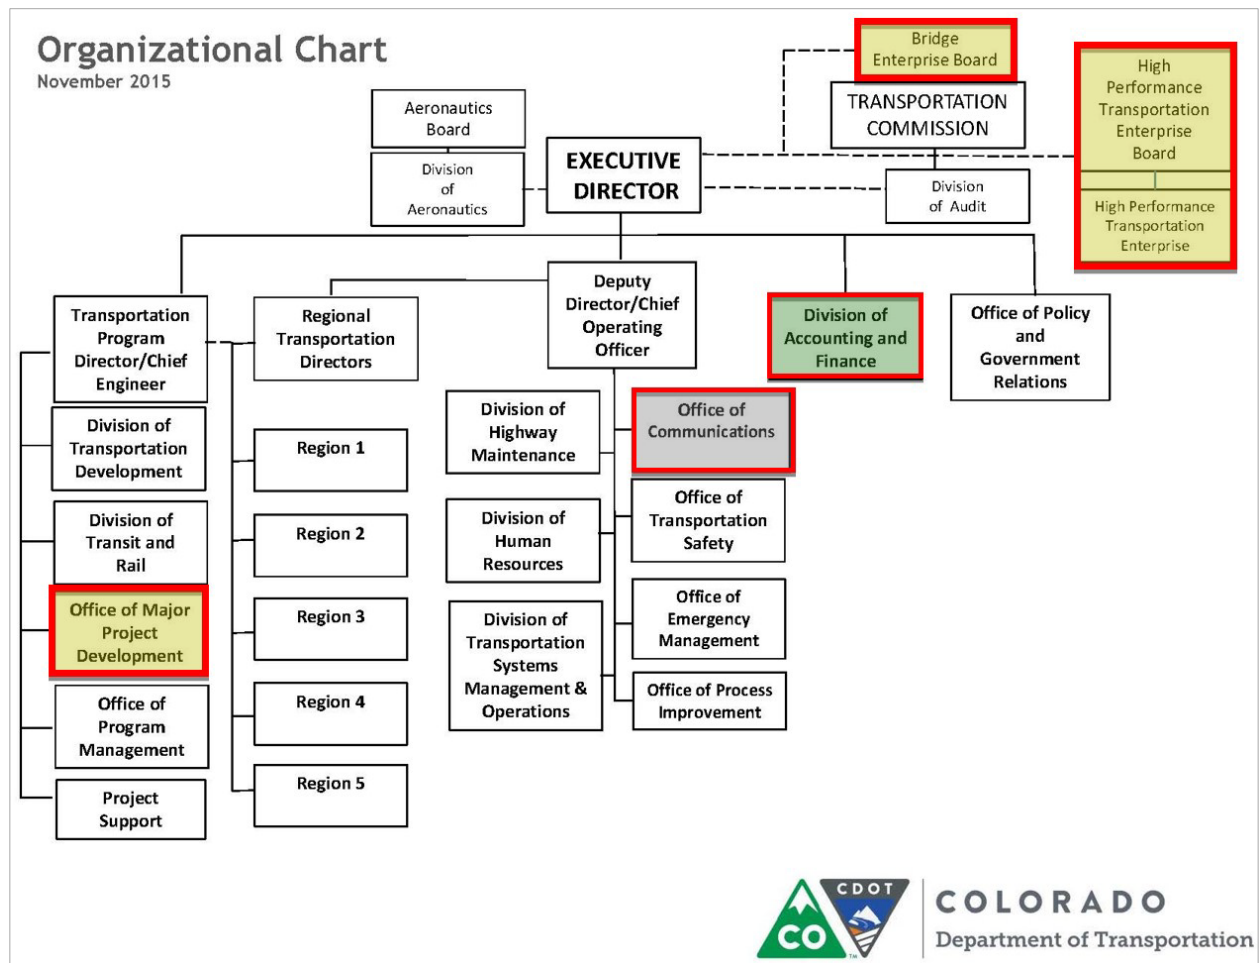 Organizational Chart
November 2015
Bridge
Enterprise Board
TRANSPORTATION
COMMISSION
High
Performance
Transportation
Enterprise
Board
High Performance
Transportation
Enterprise
Aeronautics
Board
Division
of
Aeronautics
EXECUTIVE
DIRECTOR
Division
of Audit
Transportation
Program
Director/Chief
Engineer
Regional
Transportation
Directors
Deputy
Director/Chief
Operating
Officer
Division of
Accounting and
Finance
Office of Policy
and
Government
Relations
Division of
Transportation
Development
Division of
Transit and
Rail
Office of Major
Project
Development
Office of
Program
Management
Project
Support
Region 1
Region 2
Region 3
Region 4
Region 5
Division of
Highway
Maintenance
Division of
Human
Resources
Division of
Transportation
Systems
Management &
Operations
Office of
Communications
Office of
Transportation
Safety
Office of
Emergency
Management
Office of Process
Improvement
CO
CDOT
TM
COLORADO
Department of Transportation